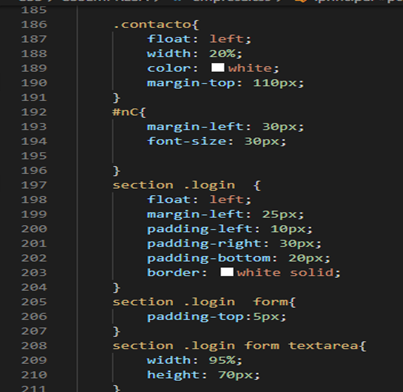 185
186 .contacto{
187 float: left;
188 width: 20%;
189 color: white;
190 margin-top: 110px;
191 }
192 #nC{
193 margin-left: 30px;
194 font-size: 30px;
195
196 }
197 section .login  {
198 float: left;
199 margin-left: 25px;
200 padding-left: 10px;
201 padding-right: 30px;
202 padding-bottom: 20px;
203 border: white solid;
204 }
205 section .login  form{
206 padding-top:5px;
207 }
208 section .login form textarea{
209 width: 95%;
210 height: 70px;
211 }